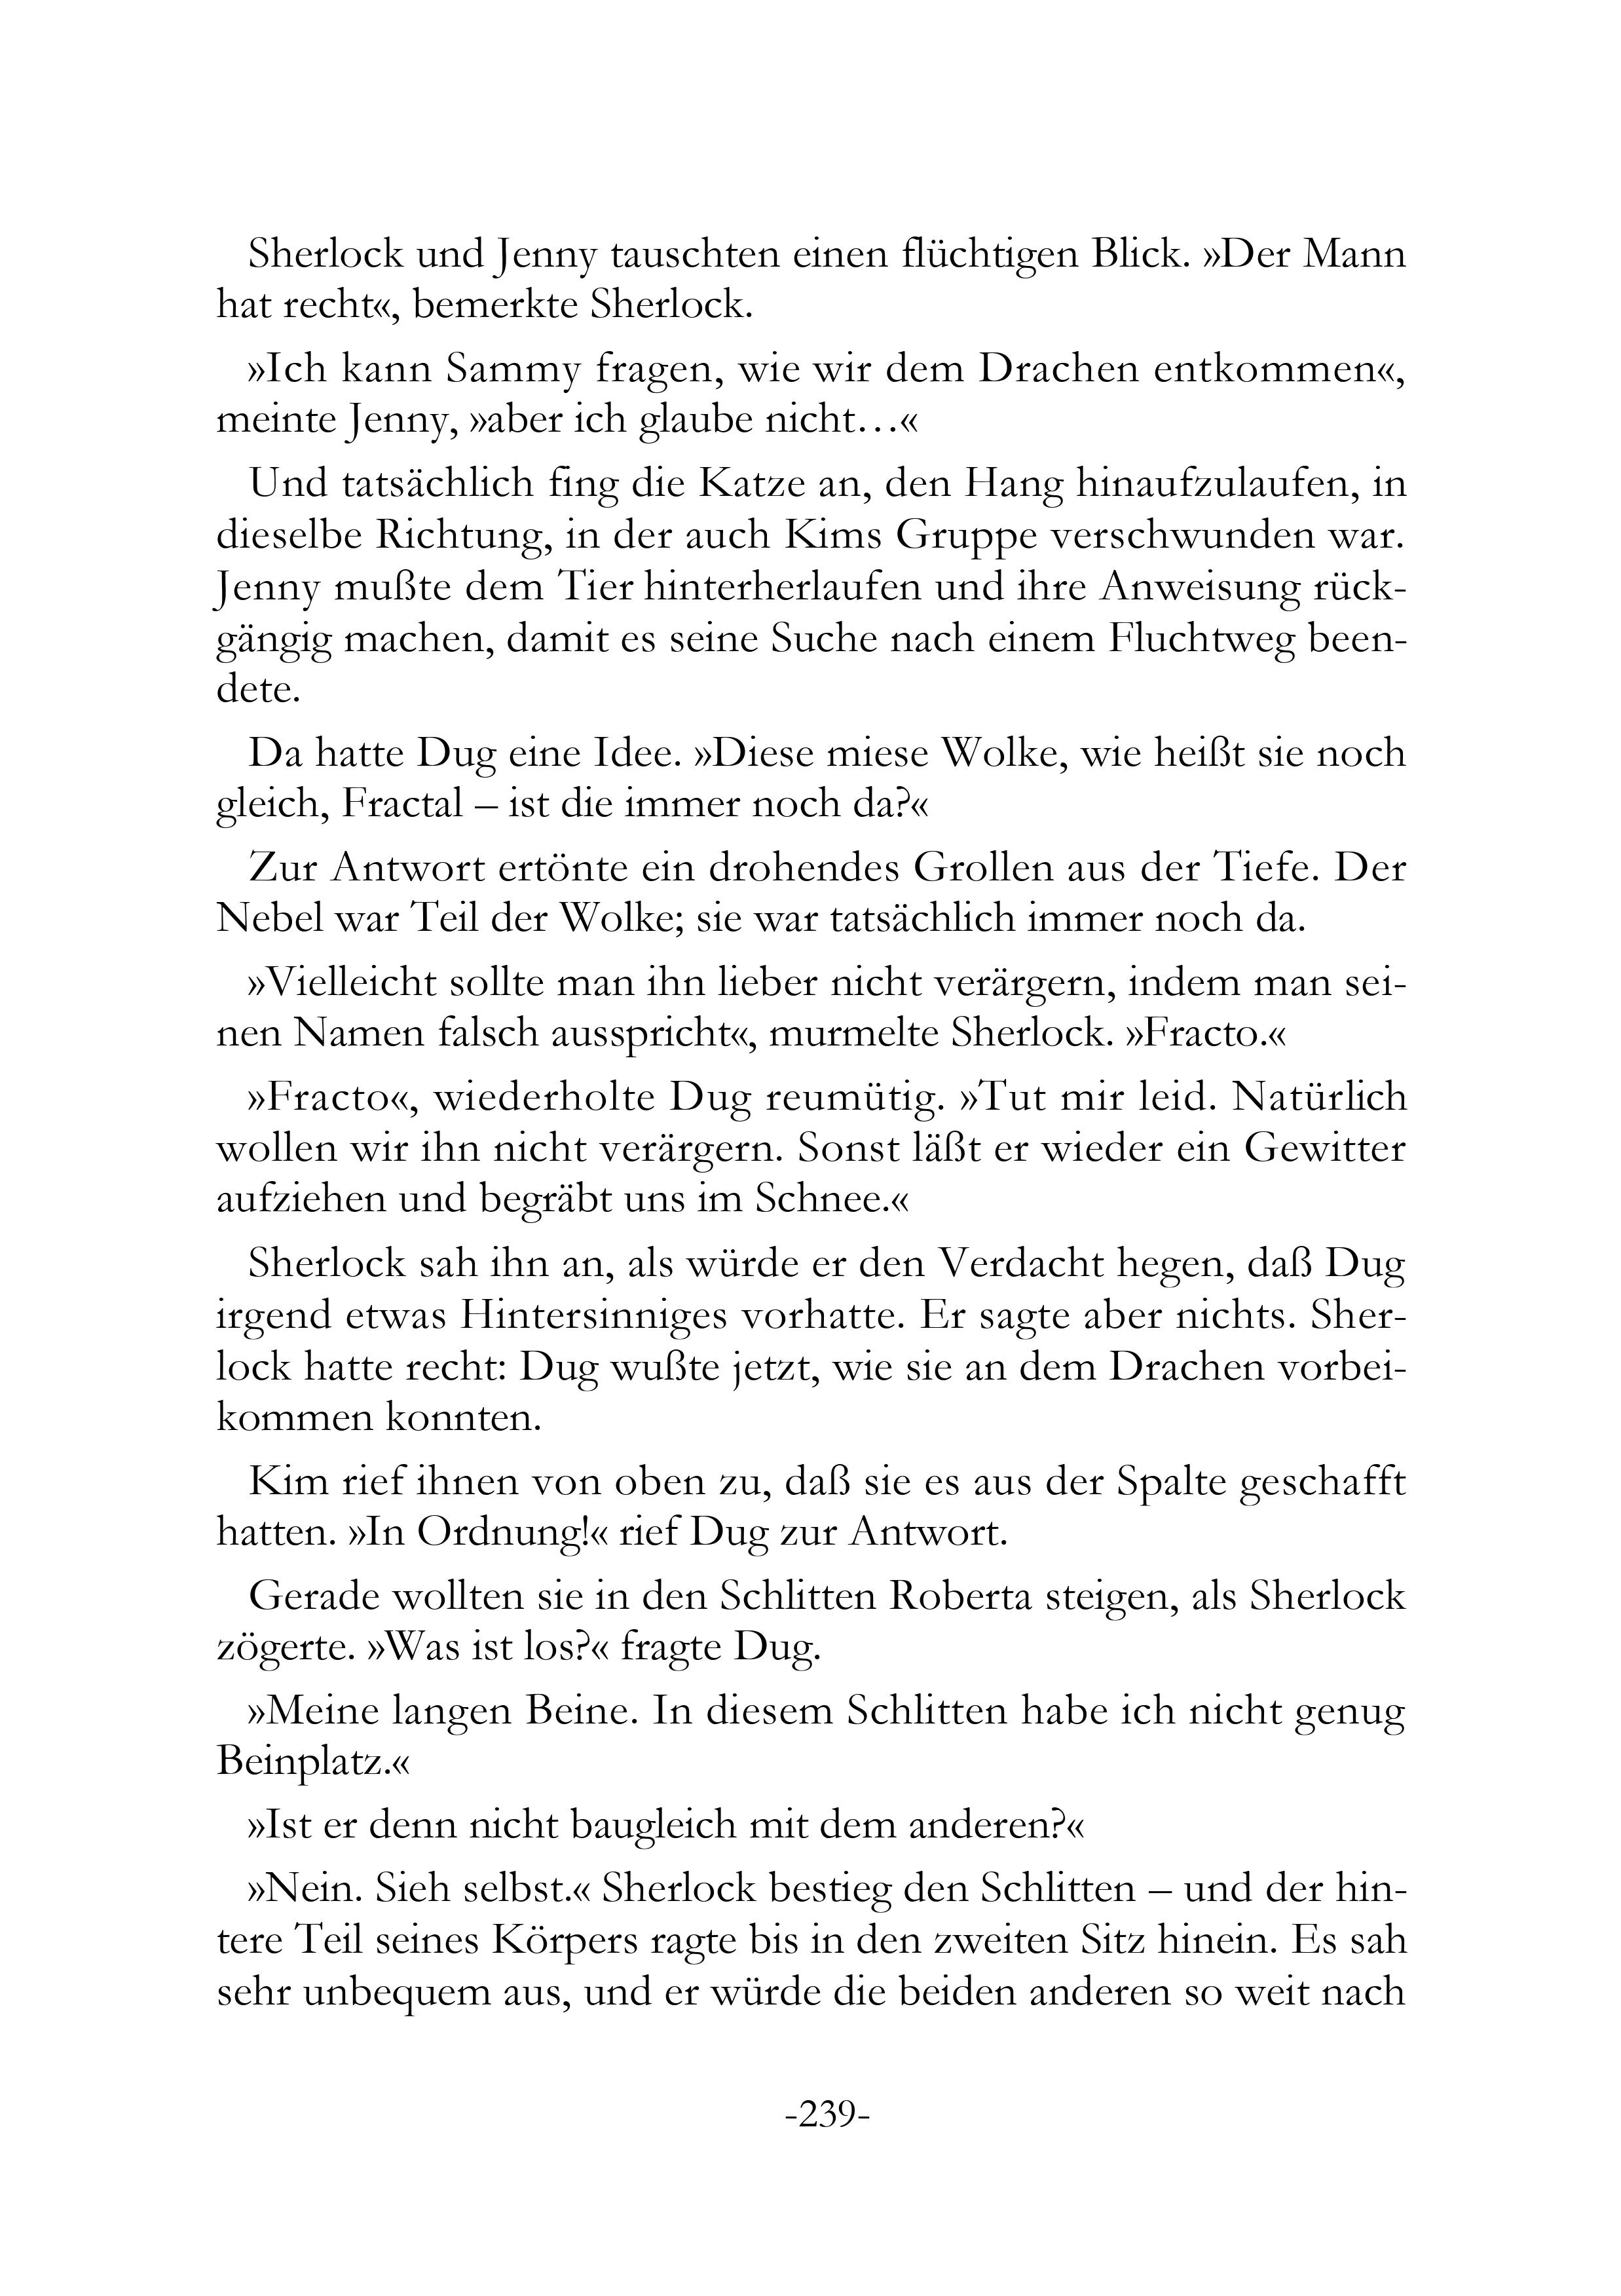 Sherlock und Jenny tauschten einen flüchtigen Blick. »Der Mann
hat recht«, bemerkte Sherlock.
»Ich kann Sammy fragen, wie wir dem Drachen entkommen«,
meinte Jenny, »aber ich glaube nicht…«
Und tatsächlich fing die Katze an, den Hang hinaufzulaufen, in
dieselbe Richtung, in der auch Kims Gruppe verschwunden war.
Jenny mußte dem Tier hinterherlaufen und ihre Anweisung rück-
gängig machen, damit es seine Suche nach einem Fluchtweg been-
dete.
Da hatte Dug eine Idee. »Diese miese Wolke, wie heißt sie noch
gleich, Fractal – ist die immer noch da?«
Zur Antwort ertönte ein drohendes Grollen aus der Tiefe. Der
Nebel war Teil der Wolke; sie war tatsächlich immer noch da.
»Vielleicht sollte man ihn lieber nicht verärgern, indem man sei-
nen Namen falsch ausspricht«, murmelte Sherlock. »Fracto.«
»Fracto«, wiederholte Dug reumütig. »Tut mir leid. Natürlich
wollen wir ihn nicht verärgern. Sonst läßt er wieder ein Gewitter
aufziehen und begräbt uns im Schnee.«
Sherlock sah ihn an, als würde er den Verdacht hegen, daß Dug
irgend etwas Hintersinniges vorhatte. Er sagte aber nichts. Sher-
lock hatte recht: Dug wußte jetzt, wie sie an dem Drachen vorbei-
kommen konnten.
Kim rief ihnen von oben zu, daß sie es aus der Spalte geschafft
hatten. »In Ordnung!« rief Dug zur Antwort.
Gerade wollten sie in den Schlitten Roberta steigen, als Sherlock
zögerte. »Was ist los?« fragte Dug.
»Meine langen Beine. In diesem Schlitten habe ich nicht genug
Beinplatz.«
»Ist er denn nicht baugleich mit dem anderen?«
»Nein. Sieh selbst.« Sherlock bestieg den Schlitten – und der hin-
tere Teil seines Körpers ragte bis in den zweiten Sitz hinein. Es sah
sehr unbequem aus, und er würde die beiden anderen so weit nach
-239-